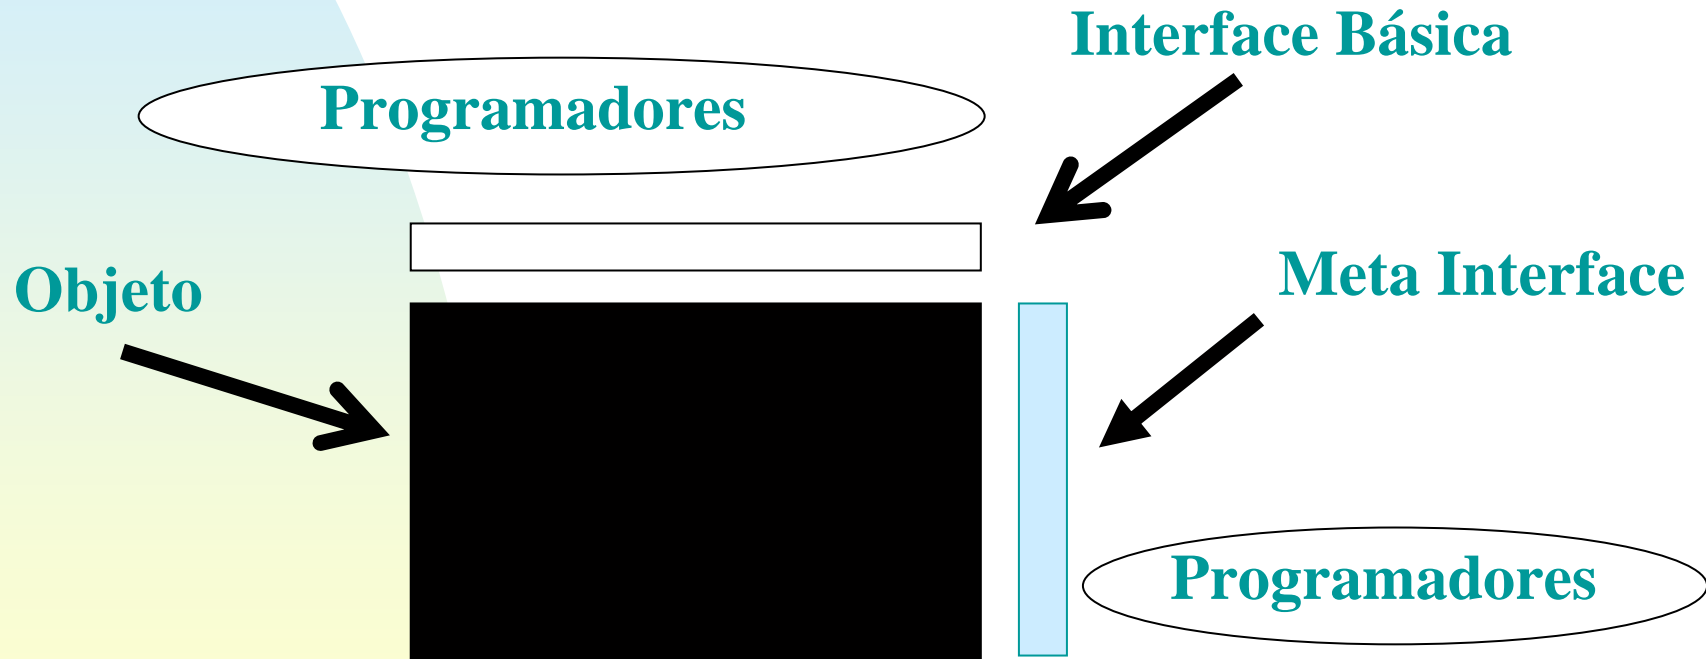 Interface Básica
Programadores
Objeto
Meta Interface
Programadores